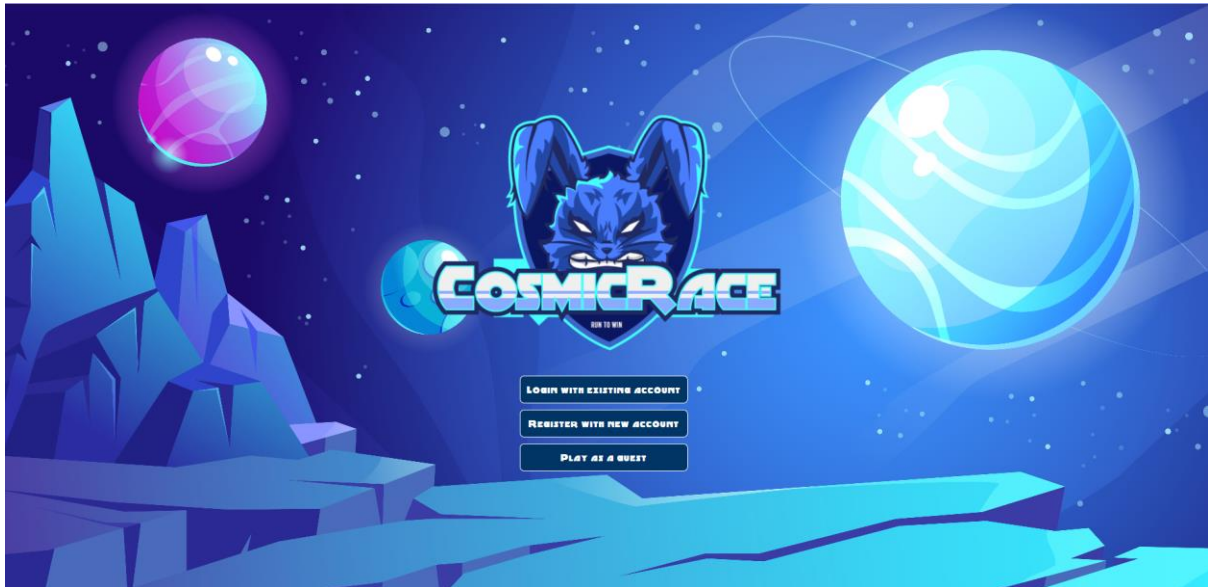 CosmicRace
RUN TO WIN
Login with existing account
Register with new account
Play as a guest